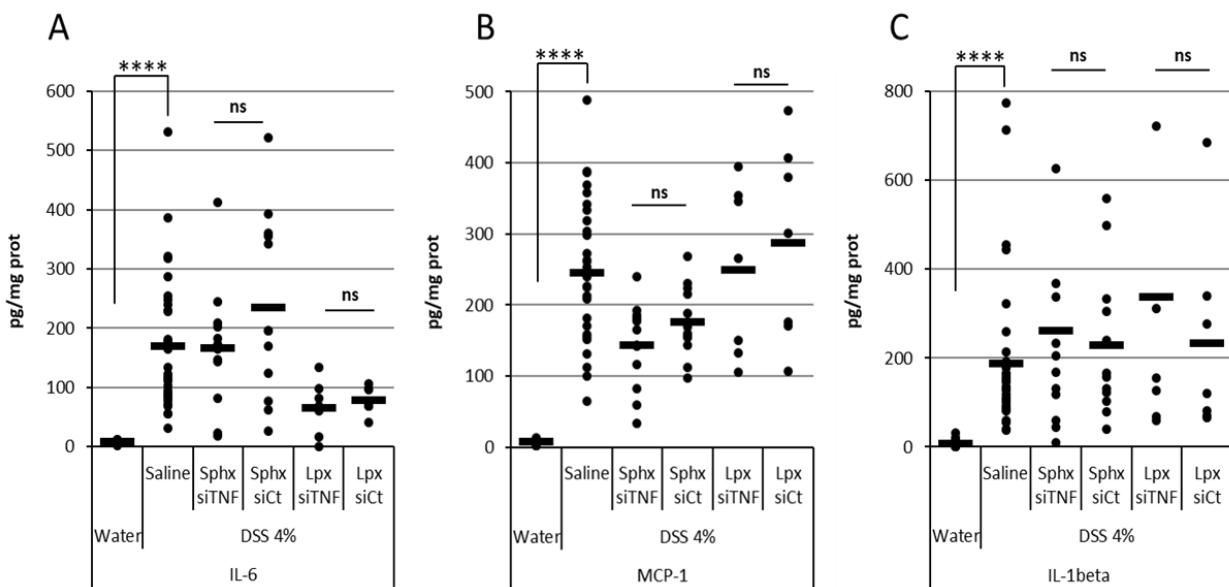 A
****
ns
ns
pg/mg prot
600
500
400
300
200
100
0
Saline
Sphx siTNF
Sphx siCt
Lpx siTNF
Lpx siCt
Water
DSS 4%
IL-6
B
****
ns
ns
pg/mg prot
500
400
300
200
100
0
Saline
Sphx siTNF
Sphx siCt
Lpx siTNF
Lpx siCt
Water
DSS 4%
MCP-1
C
****
ns
ns
pg/mg prot
800
600
400
200
0
Saline
Sphx siTNF
Sphx siCt
Lpx siTNF
Lpx siCt
Water
DSS 4%
IL-1beta